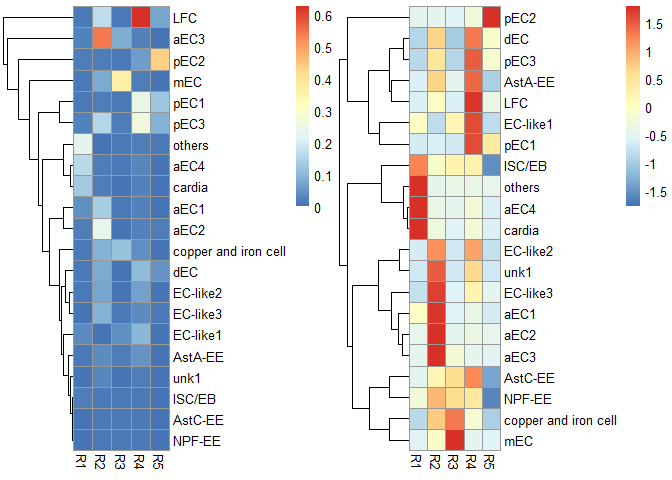 LFC
aEC3
pEC2
mEC
pEC1
pEC3
others
aEC4
cardia
aEC1
aEC2
copper and iron cell
dEC
EC-like2
EC-like3
EC-like1
AstA-EE
unk1
ISC/EB
AstC-EE
NPF-EE
R1 R2 R3 R4 R5
0.6
0.5
0.4
0.3
0.2
0.1
0
pEC2
dEC
pEC3
AstA-EE
LFC
EC-like1
pEC1
ISC/EB
others
aEC4
cardia
EC-like2
unk1
EC-like3
aEC1
aEC2
aEC3
AstC-EE
NPF-EE
copper and iron cell
mEC
R1 R2 R3 R4 R5
1.5
1
0.5
0
-0.5
-1
-1.5